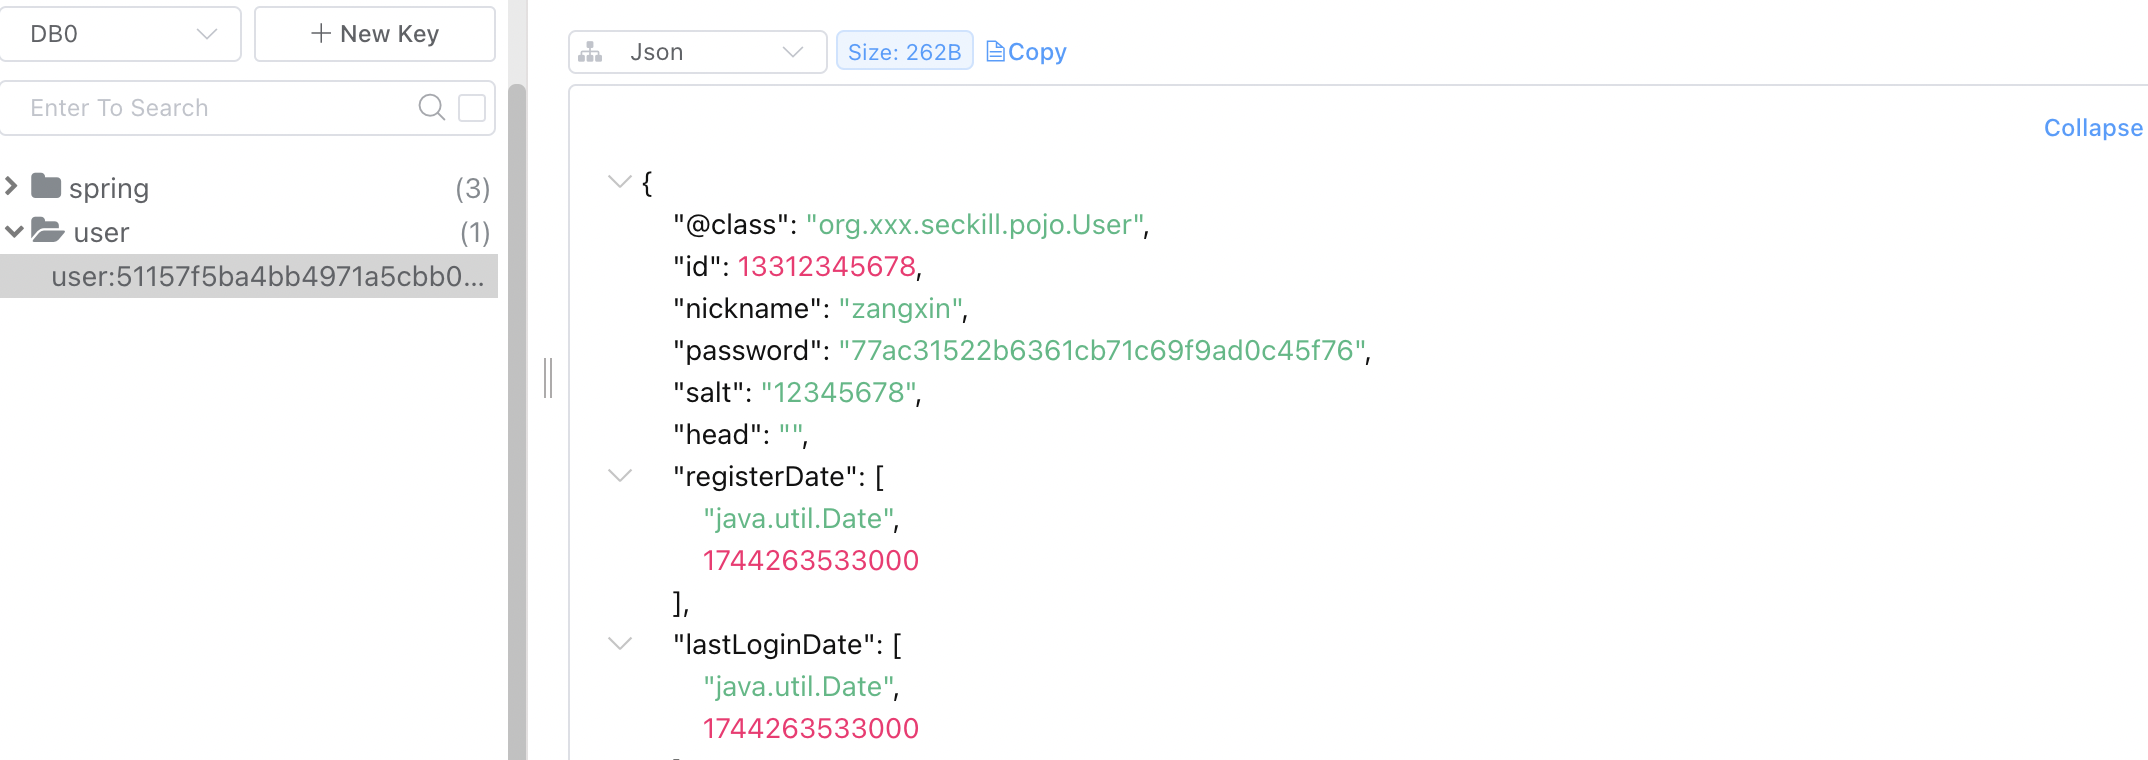 DB0
New Key
Enter To Search
spring (3)
user (1)
user:51157f5ba4bb4971a5cbb0...
Json
Size: 262B
Copy
Collapse
{
"@class": "org.xxx.seckill.pojo.User",
"id": 13312345678,
"nickname": "zangxin",
"password": "77ac31522b6361cb71c69f9ad0c45f76",
"salt": "12345678",
"head": "",
"registerDate": [
"java.util.Date",
1744263533000
],
"lastLoginDate": [
"java.util.Date",
1744263533000